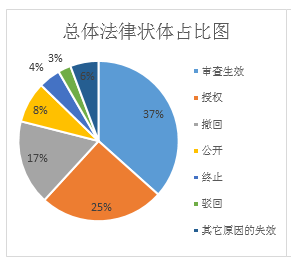 总体法律状体占比图
3%
4%
6%
8%
37%
17%
25%
审查生效
授权
撤回
公开
终止
驳回
其它原因的失效